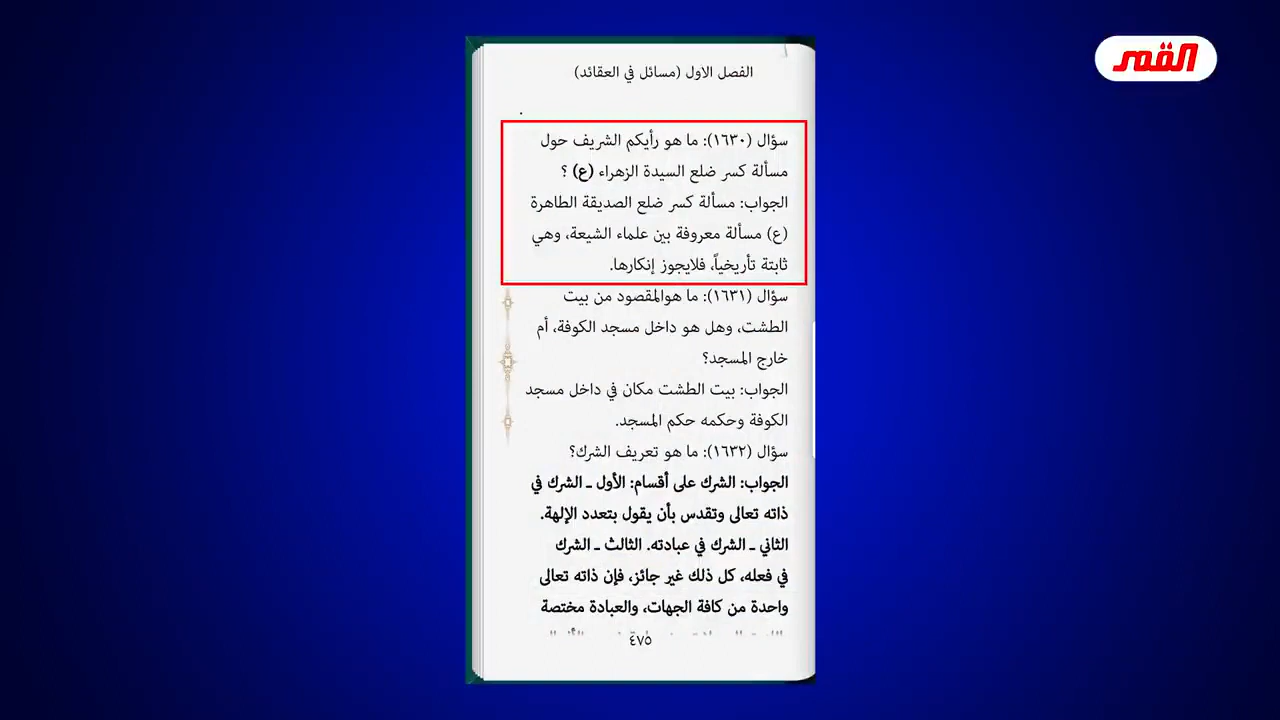 القمر
الفصل الاول (مسائل في العقائد)
سؤال (١٦٣٠): ما هو رأيكم الشريف حول
مسألة كسر ضلع السيدة الزهراء (ع) ؟
الجواب: مسألة كسر ضلع الصديقة الطاهرة
(ع) مسألة معروفة بين علماء الشيعة، وهي
ثابتة تأريخياً، فلايجوز إنكارها.
سؤال (١٦٣١): ما هوالمقصود من بيت
الطشت، وهل هو داخل مسجد الكوفة، أم
خارج المسجد؟
الجواب: بيت الطشت مكان في داخل مسجد
الكوفة وحكمه حكم المسجد.
سؤال (١٦٣٢): ما هو تعريف الشرك؟
الجواب: الشرك على أقسام: الأول ـ الشرك في
ذاته تعالى وتقدس بأن يقول بتعدد الإلهة.
الثاني ـ الشرك في عبادته. الثالث ـ الشرك
في فعله، كل ذلك غير جائز، فإن ذاته تعالى
واحدة من كافة الجهات، والعبادة مختصة
٤٧٥